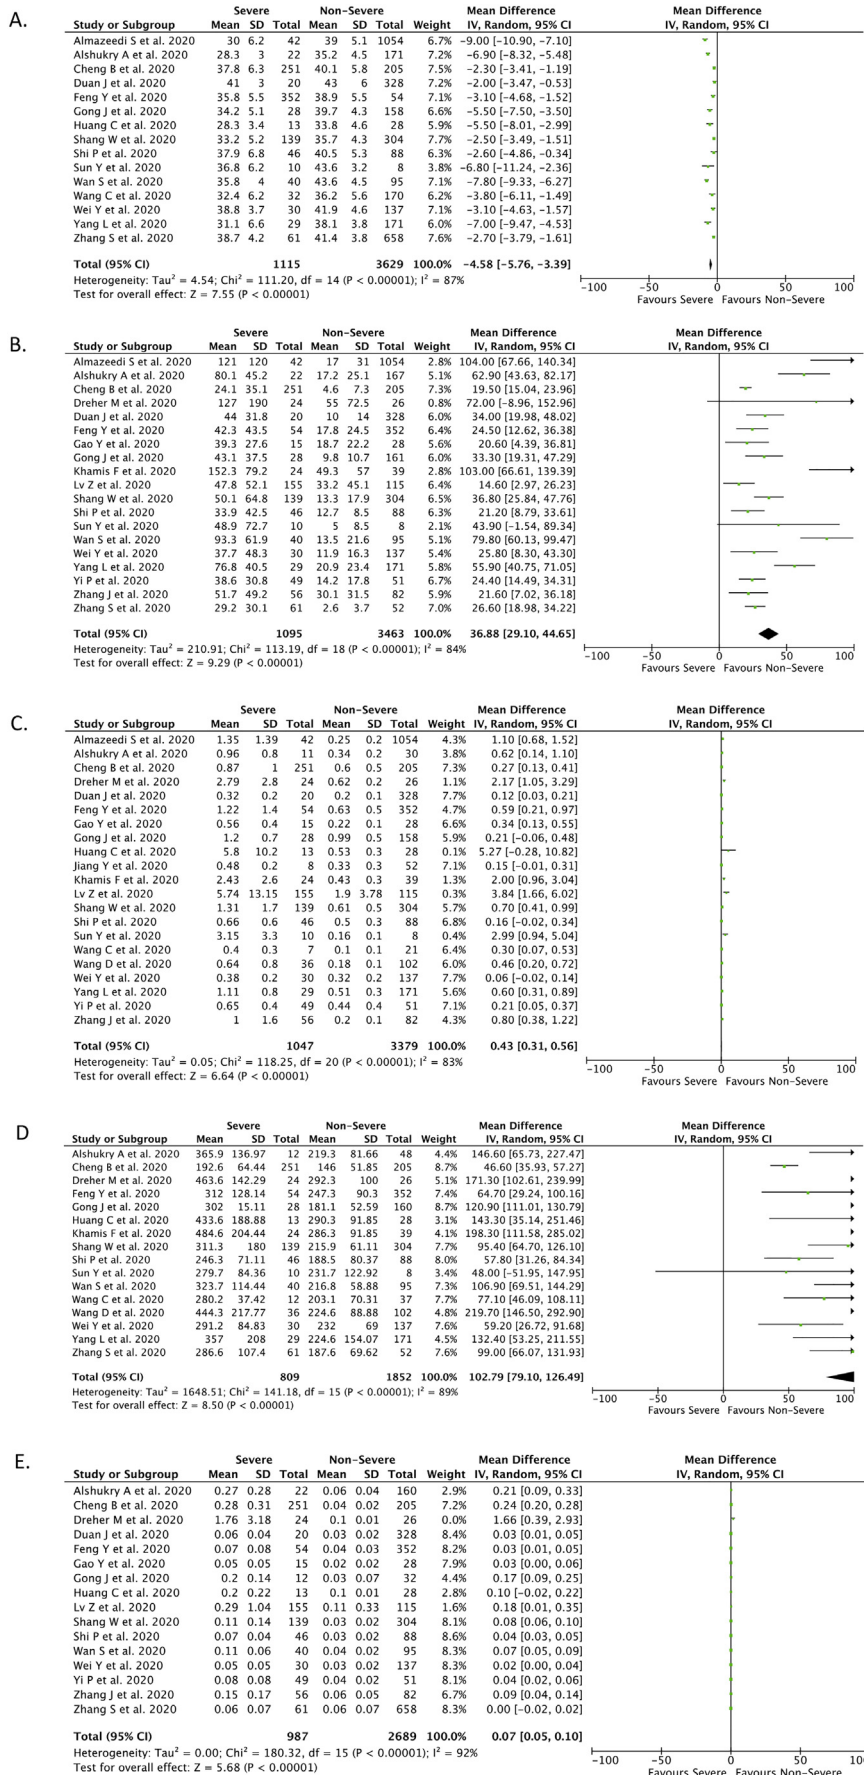 A.
Severe Non-Severe Mean Difference Mean Difference
Study or Subgroup Mean SD Total Mean SD Total Weight IV, Random, 95% CI IV, Random, 95% CI
Almazeedi S et al. 2020 30 6.2 42 39 5.1 1054 6.7% -9.00 [-10.90, -7.10]
Alshukry A et al. 2020 28.3 3 22 35.2 4.5 171 7.2% -6.90 [-8.32, -5.48]
Cheng B et al. 2020 37.8 6.3 251 40.1 5.8 205 7.5% -2.30 [-3.41, -1.19]
Duan J et al. 2020 41 3 20 43 6 328 7.2% -2.00 [-3.47, -0.53]
Feng Y et al. 2020 35.8 5.5 352 38.9 5.5 54 7.1% -3.10 [-4.68, -1.52]
Gong J et al. 2020 34.2 5.1 28 39.7 4.3 158 6.6% -5.50 [-7.50, -3.50]
Huang C et al. 2020 28.3 3.4 13 33.8 4.6 28 6.0% -5.50 [-8.01, -2.99]
Shang W et al. 2020 33.2 5.2 139 35.7 4.3 304 7.6% -2.50 [-3.49, -1.51]
Shi P et al. 2020 37.9 6.8 46 40.5 5.3 88 6.3% -2.60 [-4.86, -0.34]
Sun Y et al. 2020 36.8 6.2 10 43.6 3.2 8 3.8% -6.80 [-11.24, -2.36]
Wan S et al. 2020 35.8 4 40 43.6 4.5 95 7.1% -7.80 [-9.33, -6.27]
Wang C et al. 2020 32.4 6.2 32 36.2 5.6 170 6.2% -3.80 [-6.11, -1.49]
Wei Y et al. 2020 38.8 3.7 30 41.9 4.6 137 7.1% -3.10 [-4.63, -1.57]
Yang L et al. 2020 31.1 6.6 29 38.1 3.8 171 6.0% -7.00 [-9.47, -4.53]
Zhang S et al. 2020 38.7 4.2 61 41.4 3.8 658 7.6% -2.70 [-3.79, -1.61]
Total (95% CI) 1115 3629 100.0% -4.58 [-5.76, -3.39]
Heterogeneity: Tau² = 4.54; Chi² = 111.20, df = 14 (P < 0.00001); I² = 87%
Test for overall effect: Z = 7.55 (P < 0.00001)
-100 -50 0 50 100
Favours Severe Favours Non-Severe
B.
Severe Non-Severe Mean Difference Mean Difference
Study or Subgroup Mean SD Total Mean SD Total Weight IV, Random, 95% CI IV, Random, 95% CI
Almazeedi S et al. 2020 121 120 42 17 31 1054 2.8% 104.00 [67.66, 140.34]
Alshukry A et al. 2020 80.1 45.2 22 17.2 25.1 167 5.1% 62.90 [43.63, 82.17]
Cheng B et al. 2020 24.1 35.1 251 4.6 7.3 205 7.6% 19.50 [15.04, 23.96]
Dreher M et al. 2020 127 190 24 55 72.5 26 0.8% 72.00 [-8.96, 152.96]
Duan J et al. 2020 44 31.8 20 10 14 328 6.2% 34.00 [19.98, 48.02]
Feng Y et al. 2020 42.3 43.5 54 17.8 24.5 352 6.6% 24.50 [12.62, 36.38]
Gao Y et al. 2020 39.3 27.6 15 18.7 22.2 28 5.7% 20.60 [4.39, 36.81]
Gong J et al. 2020 43.1 37.5 28 9.8 10.7 161 6.2% 33.30 [19.31, 47.29]
Khamis F et al. 2020 152.3 79.2 24 49.3 57 39 2.7% 103.00 [66.61, 139.39]
Lv Z et al. 2020 47.8 52.1 155 33.2 45.1 115 6.6% 14.60 [2.97, 26.23]
Shang W et al. 2020 50.1 64.8 139 13.3 17.9 304 6.8% 36.80 [25.84, 47.76]
Shi P et al. 2020 33.9 42.5 46 12.7 8.5 88 6.5% 21.20 [8.79, 33.61]
Sun Y et al. 2020 48.9 72.7 10 5 8.5 8 2.0% 43.90 [-1.54, 89.34]
Wan S et al. 2020 93.3 61.9 40 13.5 21.6 95 5.0% 79.80 [60.13, 99.47]
Wei Y et al. 2020 37.7 48.3 30 11.9 16.3 137 5.5% 25.80 [8.30, 43.30]
Yang L et al. 2020 76.8 40.5 29 20.9 23.4 171 5.9% 55.90 [40.75, 71.05]
Yi P et al. 2020 38.6 30.8 49 14.2 17.8 51 6.9% 24.40 [14.49, 34.31]
Zhang J et al. 2020 51.7 49.2 56 30.1 31.5 82 6.0% 21.60 [7.02, 36.18]
Zhang S et al. 2020 29.2 30.1 61 2.6 3.7 52 7.0% 26.60 [18.98, 34.22]
Total (95% CI) 1095 3463 100.0% 36.88 [29.10, 44.65]
Heterogeneity: Tau² = 210.91; Chi² = 113.19, df = 18 (P < 0.00001); I² = 84%
Test for overall effect: Z = 9.29 (P < 0.00001)
-100 -50 0 50 100
Favours Severe Favours Non-Severe
C.
Severe Non-Severe Mean Difference Mean Difference
Study or Subgroup Mean SD Total Mean SD Total Weight IV, Random, 95% CI IV, Random, 95% CI
Almazeedi S et al. 2020 1.35 1.39 42 0.25 0.2 1054 4.3% 1.10 [0.68, 1.52]
Alshukry A et al. 2020 0.96 0.8 11 0.34 0.2 30 3.8% 0.62 [0.14, 1.10]
Cheng B et al. 2020 0.87 1 251 0.6 0.5 205 7.3% 0.27 [0.13, 0.41]
Dreher M et al. 2020 2.79 2.8 24 0.62 0.2 26 1.1% 2.17 [1.05, 3.29]
Duan J et al. 2020 0.32 0.2 20 0.2 0.1 328 7.6% 0.12 [0.03, 0.21]
Feng Y et al. 2020 1.22 1.4 54 0.63 0.5 352 4.7% 0.59 [0.21, 0.97]
Gao Y et al. 2020 0.56 0.4 15 0.22 0.1 28 6.6% 0.34 [0.13, 0.55]
Gong J et al. 2020 1.2 0.7 28 0.99 0.5 158 6.0% 0.21 [-0.06, 0.48]
Huang C et al. 2020 5.8 10.2 13 0.53 0.3 28 0.1% 5.27 [-0.28, 10.82]
Jiang Y et al. 2020 0.48 0.2 8 0.33 0.3 52 7.1% 0.15 [-0.01, 0.31]
Khamis F et al. 2020 2.43 2.6 24 0.43 0.3 39 1.3% 2.00 [0.96, 3.04]
Lv Z et al. 2020 5.74 13.15 155 1.9 3.78 115 0.3% 3.84 [1.66, 6.02]
Shang W et al. 2020 1.31 1.7 139 0.61 0.5 304 5.7% 0.70 [0.41, 0.99]
Shi P et al. 2020 0.66 0.6 46 0.5 0.3 88 6.9% 0.16 [-0.02, 0.34]
Sun Y et al. 2020 3.15 3.3 10 0.16 0.1 8 0.4% 2.99 [0.94, 5.04]
Wang C et al. 2020 0.4 0.3 7 0.1 0.1 21 6.4% 0.30 [0.07, 0.53]
Wang D et al. 2020 0.64 0.8 36 0.18 0.1 102 6.1% 0.46 [0.20, 0.72]
Wei Y et al. 2020 0.38 0.2 30 0.32 0.2 137 7.7% 0.06 [-0.02, 0.14]
Yang L et al. 2020 1.11 0.8 29 0.51 0.3 171 5.7% 0.60 [0.31, 0.89]
Yi P et al. 2020 0.65 0.4 49 0.44 0.4 51 7.1% 0.21 [0.05, 0.37]
Zhang J et al. 2020 1 1.6 56 0.2 0.1 82 4.3% 0.80 [0.38, 1.22]
Total (95% CI) 1047 3379 100.0% 0.43 [0.31, 0.56]
Heterogeneity: Tau² = 0.05; Chi² = 118.25, df = 20 (P < 0.00001); I² = 83%
Test for overall effect: Z = 6.64 (P < 0.00001)
-100 -50 0 50 100
Favours Severe Favours Non-Severe
D
Severe Non-Severe Mean Difference Mean Difference
Study or Subgroup Mean SD Total Mean SD Total Weight IV, Random, 95% CI IV, Random, 95% CI
Alshukry A et al. 2020 365.9 136.97 12 219.3 81.66 48 4.4% 146.60 [65.73, 227.47]
Cheng B et al. 2020 192.6 64.44 251 146 51.85 205 9.7% 46.60 [35.93, 57.27]
Dreher M et al. 2020 463.6 142.29 24 292.3 100 26 5.1% 171.30 [102.61, 239.99]
Feng Y et al. 2020 312 128.14 54 247.3 90.3 352 7.9% 64.70 [29.24, 100.16]
Gong J et al. 2020 302 15.11 28 181.1 52.59 160 9.8% 120.90 [111.01, 130.79]
Huang C et al. 2020 433.6 188.88 13 290.3 91.85 28 3.0% 143.30 [35.14, 251.46]
Khamis F et al. 2020 484.6 204.44 24 286.3 91.85 39 4.1% 198.30 [111.58, 285.02]
Shang W et al. 2020 311.3 180 139 215.9 61.11 304 8.3% 95.40 [64.70, 126.10]
Shi P et al. 2020 246.3 71.11 46 188.5 80.37 88 8.6% 57.80 [31.26, 84.34]
Sun Y et al. 2020 279.7 84.36 10 231.7 122.92 8 3.3% 48.00 [-51.95, 147.95]
Wan S et al. 2020 323.7 114.44 40 216.8 58.88 95 7.7% 106.90 [69.51, 144.29]
Wang C et al. 2020 280.2 37.42 12 203.1 70.31 37 8.3% 77.10 [46.09, 108.11]
Wang D et al. 2020 444.3 217.77 36 224.6 88.88 102 4.8% 219.70 [146.50, 292.90]
Wei Y et al. 2020 291.2 84.83 30 232 69 137 8.2% 59.20 [26.72, 91.68]
Yang L et al. 2020 357 208 29 224.6 154.07 171 4.5% 132.40 [53.25, 211.55]
Zhang S et al. 2020 286.6 107.4 61 187.6 69.62 52 7.6% 99.00 [66.07, 131.93]
Total (95% CI) 809 1852 100.0% 102.79 [79.10, 126.49]
Heterogeneity: Tau² = 1648.51; Chi² = 141.18, df = 15 (P < 0.00001); I² = 89%
Test for overall effect: Z = 8.50 (P < 0.00001)
-100 -50 0 50 100
Favours Severe Favours Non-Severe
E.
Severe Non-Severe Mean Difference Mean Difference
Study or Subgroup Mean SD Total Mean SD Total Weight IV, Random, 95% CI IV, Random, 95% CI
Alshukry A et al. 2020 0.27 0.28 22 0.06 0.04 160 2.9% 0.21 [0.09, 0.33]
Cheng B et al. 2020 0.28 0.31 251 0.04 0.02 205 7.2% 0.24 [0.20, 0.28]
Dreher M et al. 2020 1.76 3.18 24 0.1 0.01 26 0.0% 1.66 [0.39, 2.93]
Duan J et al. 2020 0.06 0.04 20 0.03 0.02 328 8.4% 0.03 [0.01, 0.05]
Feng Y et al. 2020 0.07 0.08 54 0.04 0.03 352 8.2% 0.03 [0.01, 0.05]
Gao Y et al. 2020 0.05 0.05 15 0.02 0.02 28 7.9% 0.03 [0.00, 0.06]
Gong J et al. 2020 0.2 0.14 12 0.03 0.07 32 4.3% 0.17 [0.09, 0.25]
Huang C et al. 2020 0.2 0.22 13 0.1 0.01 28 2.8% 0.10 [-0.02, 0.22]
Lv Z et al. 2020 0.29 1.04 155 0.11 0.33 115 1.7% 0.18 [0.01, 0.35]
Shang W et al. 2020 0.11 0.14 139 0.03 0.02 304 8.1% 0.08 [0.06, 0.10]
Shi P et al. 2020 0.07 0.04 46 0.03 0.02 88 8.6% 0.04 [0.03, 0.05]
Wan S et al. 2020 0.11 0.06 40 0.04 0.02 95 8.3% 0.07 [0.05, 0.09]
Wei Y et al. 2020 0.05 0.05 30 0.03 0.02 137 8.3% 0.02 [0.00, 0.04]
Yi P et al. 2020 0.08 0.08 49 0.04 0.02 51 8.1% 0.04 [0.02, 0.06]
Zhang J et al. 2020 0.15 0.17 56 0.06 0.05 82 6.7% 0.09 [0.04, 0.14]
Zhang S et al. 2020 0.06 0.07 61 0.06 0.07 658 8.3% 0.00 [-0.02, 0.02]
Total (95% CI) 987 2689 100.0% 0.07 [0.05, 0.10]
Heterogeneity: Tau² = 0.00; Chi² = 180.32, df = 15 (P < 0.00001); I² = 92%
Test for overall effect: Z = 5.68 (P < 0.00001)
-100 -50 0 50 100
Favours Severe Favours Non-Severe